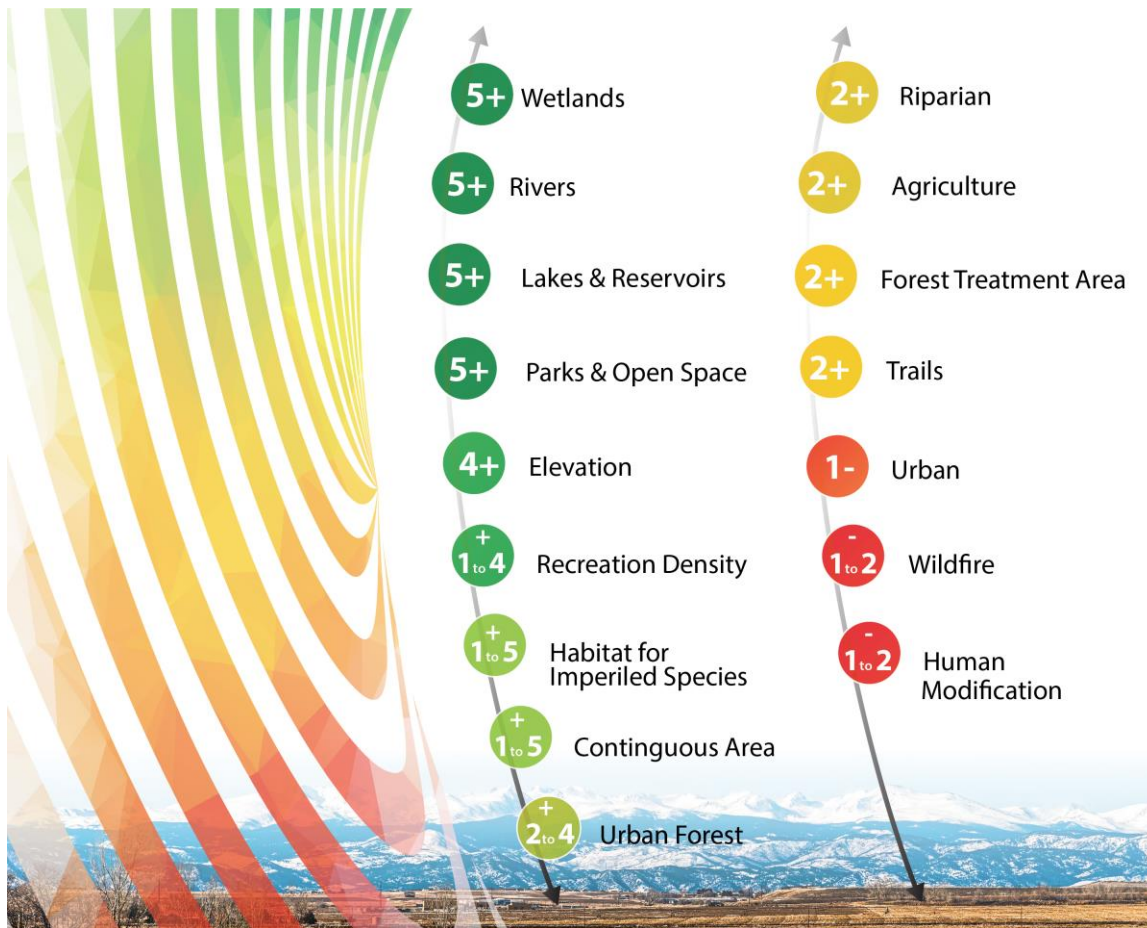 5+ Wetlands
5+ Rivers
5+ Lakes & Reservoirs
5+ Parks & Open Space
4+ Elevation
+
1 to 4 Recreation Density
+
1 to 5 Habitat for
Imperiled Species
+
1 to 5 Continguous Area
+
2 to 4 Urban Forest
2+ Riparian
2+ Agriculture
2+ Forest Treatment Area
2+ Trails
1- Urban
-
1 to 2 Wildfire
-
1 to 2 Human
Modification